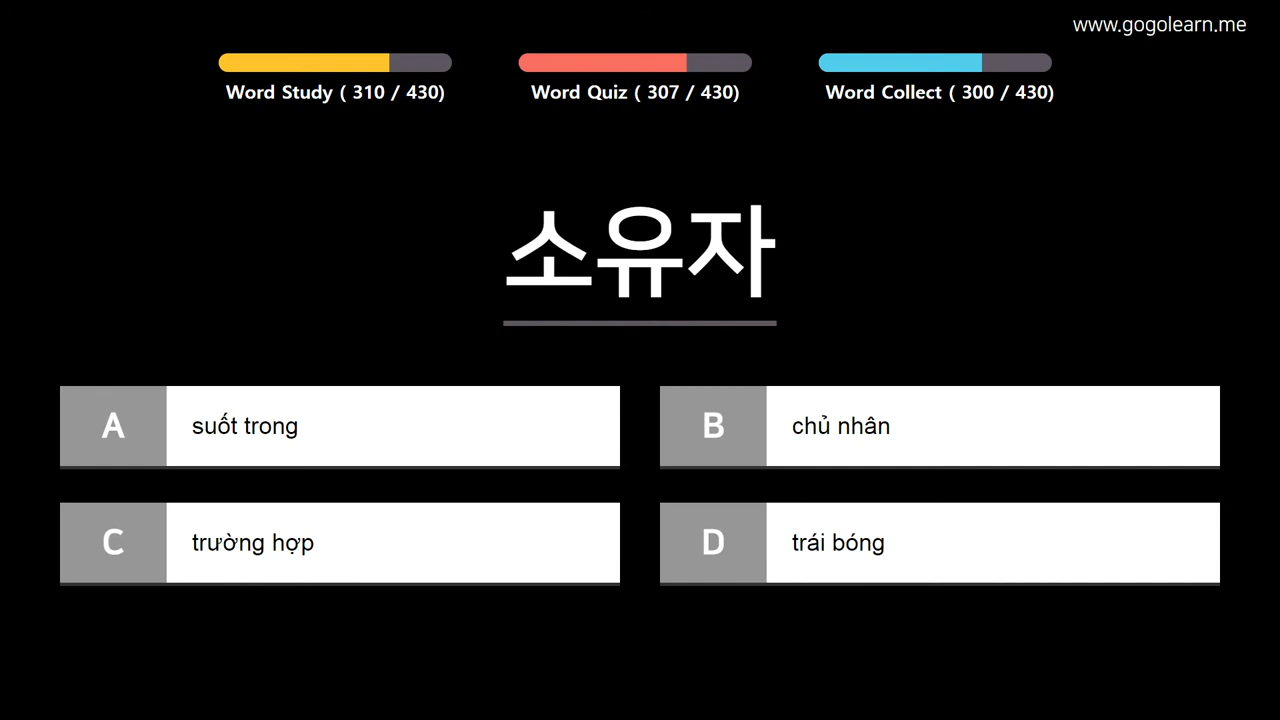 www.gogolearn.me
Word Study ( 310 / 430)
Word Quiz ( 307 / 430)
Word Collect ( 300 / 430)
소유자
A suốt trong
B chủ nhân
C trường hợp
D trái bóng